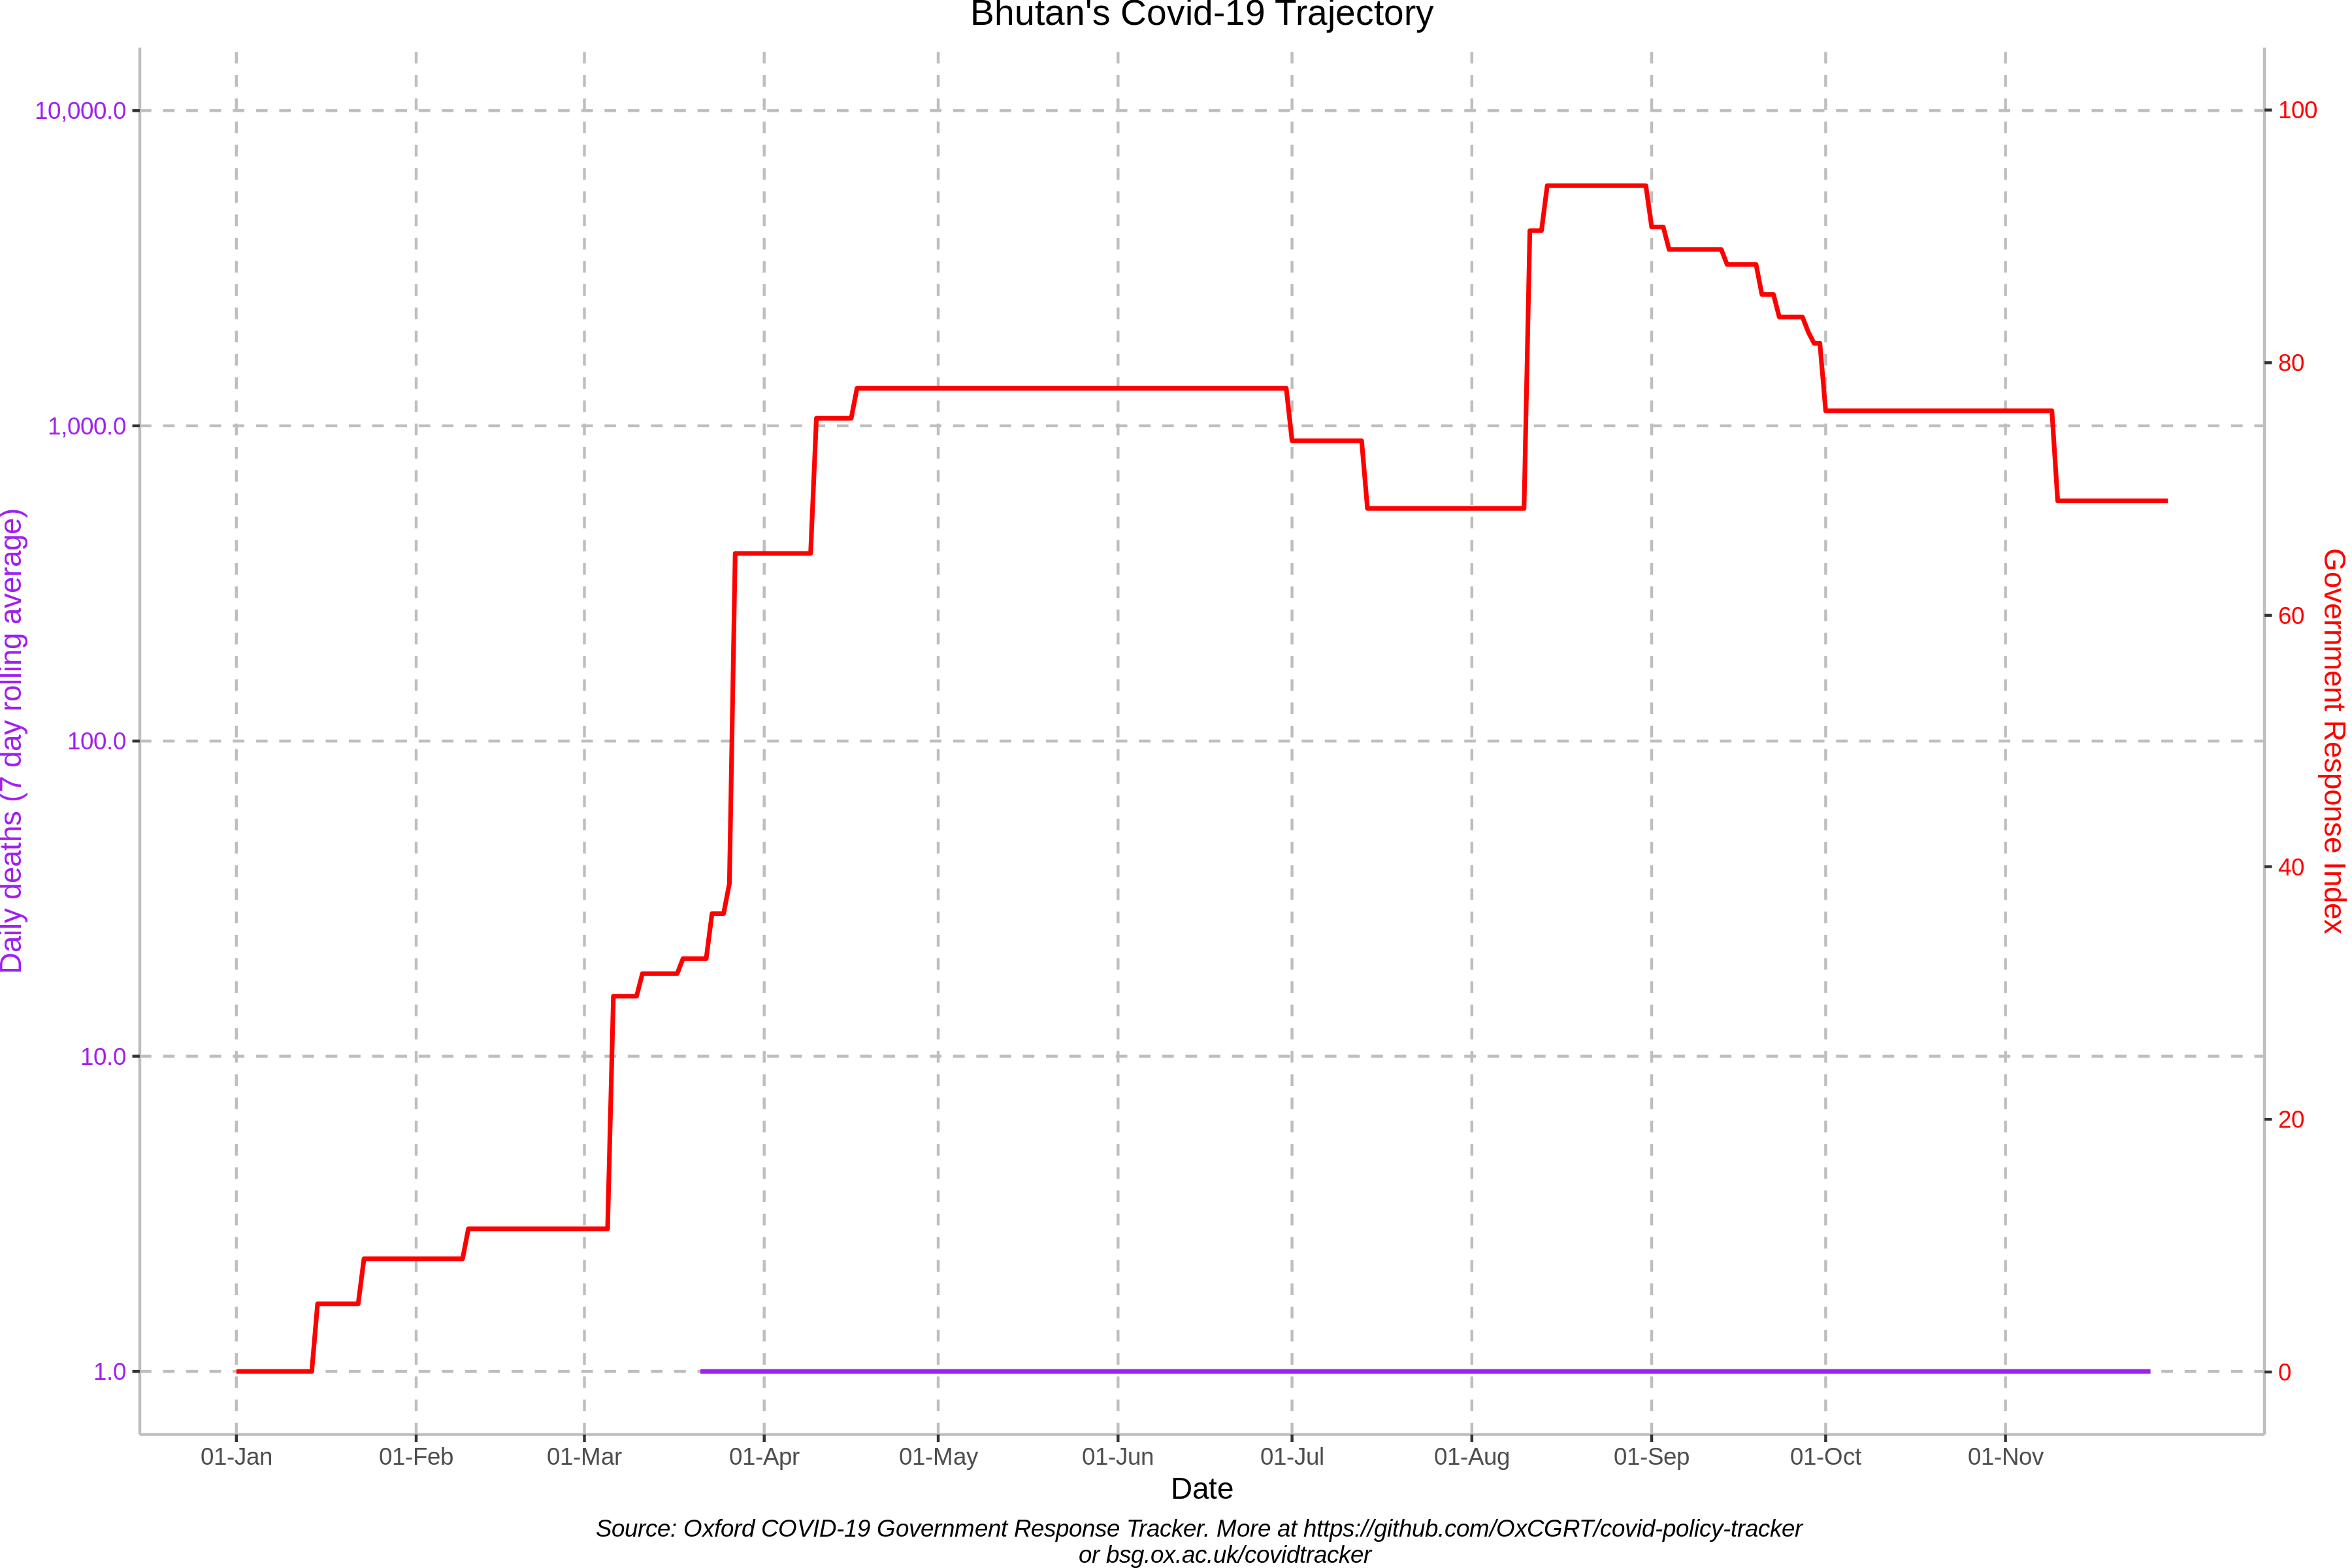 Bhutan's Covid-19 Trajectory
10,000.0
1,000.0
100.0
10.0
1.0
Daily deaths (7 day rolling average)
100
80
60
40
20
0
Government Response Index
01-Jan 01-Feb 01-Mar 01-Apr 01-May 01-Jun 01-Jul 01-Aug 01-Sep 01-Oct 01-Nov
Date
Source: Oxford COVID-19 Government Response Tracker. More at https://github.com/OxCGRT/covid-policy-tracker
or bsg.ox.ac.uk/covidtracker